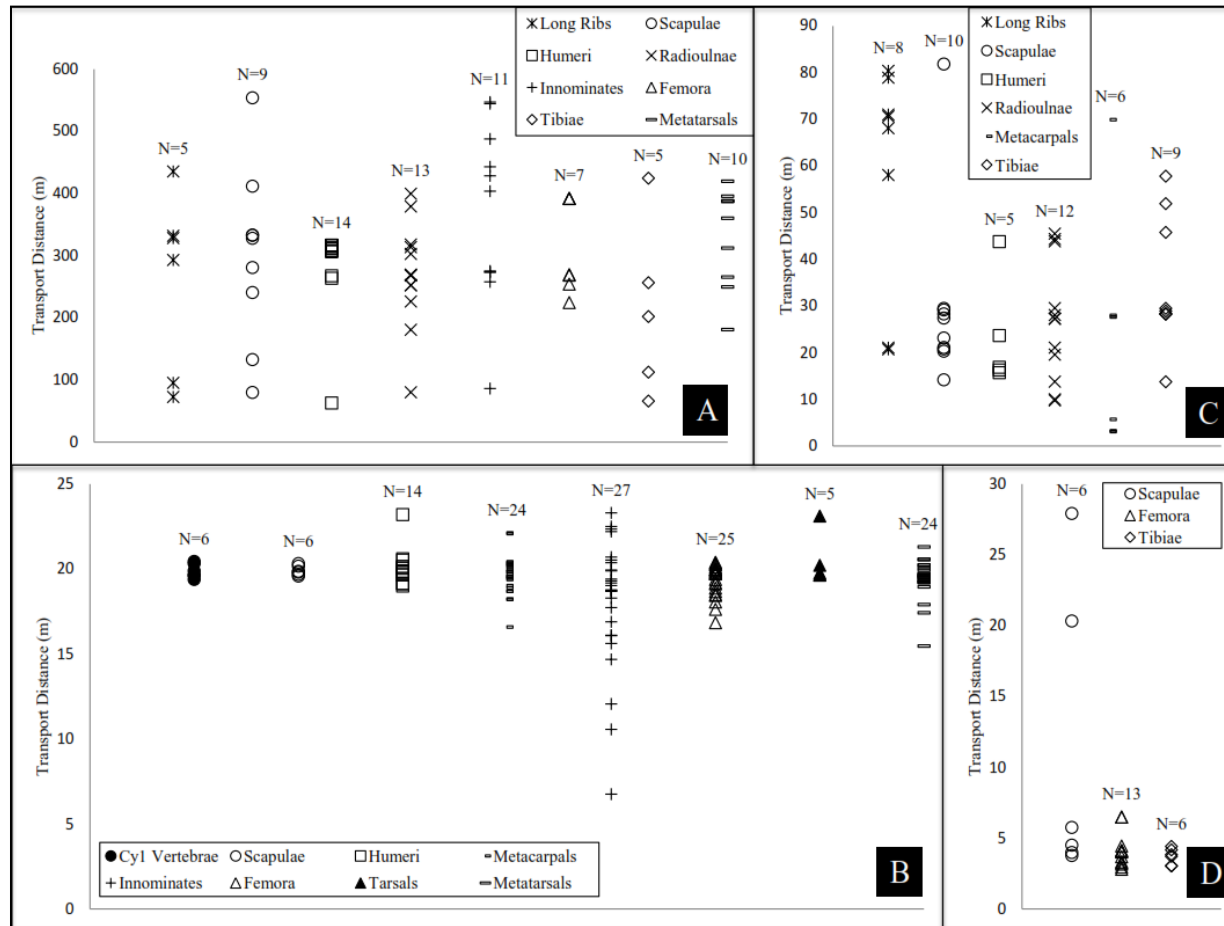 Long Ribs Scapulae
Humeri Radioulnae
Innominates Femora
Tibiae Metatarsals
Transport Distance (m)
600
500
400
300
200
100
0
N=5
N=9
N=14
N=13
N=11
N=7
N=5
N=10
A
Long Ribs
Scapulae
Humeri
Radioulnae
Metacarpals
Tibiae
Transport Distance (m)
90
80
70
60
50
40
30
20
10
0
N=8
N=10
N=5
N=12
N=6
N=9
C
Transport Distance (m)
25
20
15
10
5
0
N=6
N=6
N=14
N=24
N=27
N=25
N=5
N=24
Cy1 Vertebrae Scapulae Humeri Metacarpals
Innominates Femora Tarsals Metatarsals
B
Scapulae
Femora
Tibiae
Transport Distance (m)
30
25
20
15
10
5
0
N=6
N=13
N=6
D